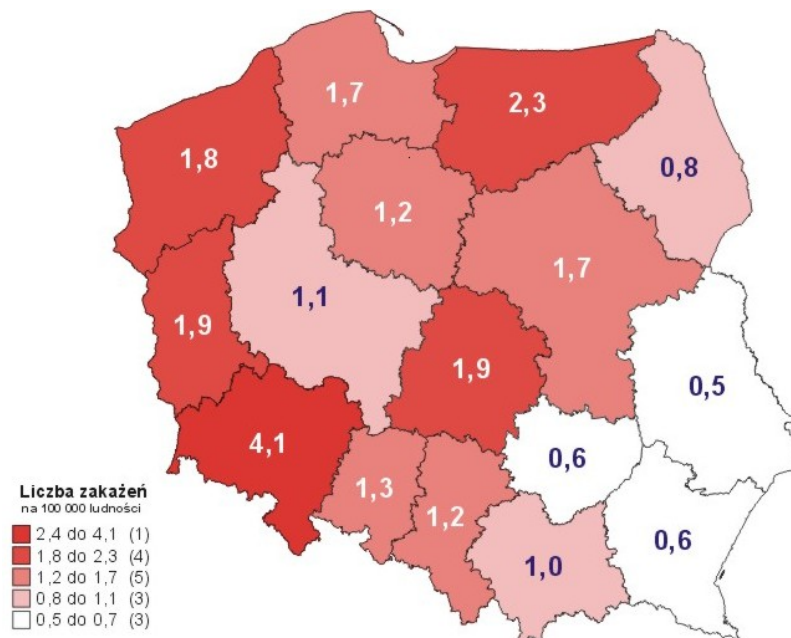 1,7
2,3
1,8
0,8
1,2
1,7
1,1
1,9
1,9
0,5
4,1
0,6
1,3
1,2
0,6
1,0
Liczba zakażeń
na 100 000 ludności
2,4 do 4,1 (1)
1,8 do 2,3 (4)
1,2 do 1,7 (5)
0,8 do 1,1 (3)
0,5 do 0,7 (3)